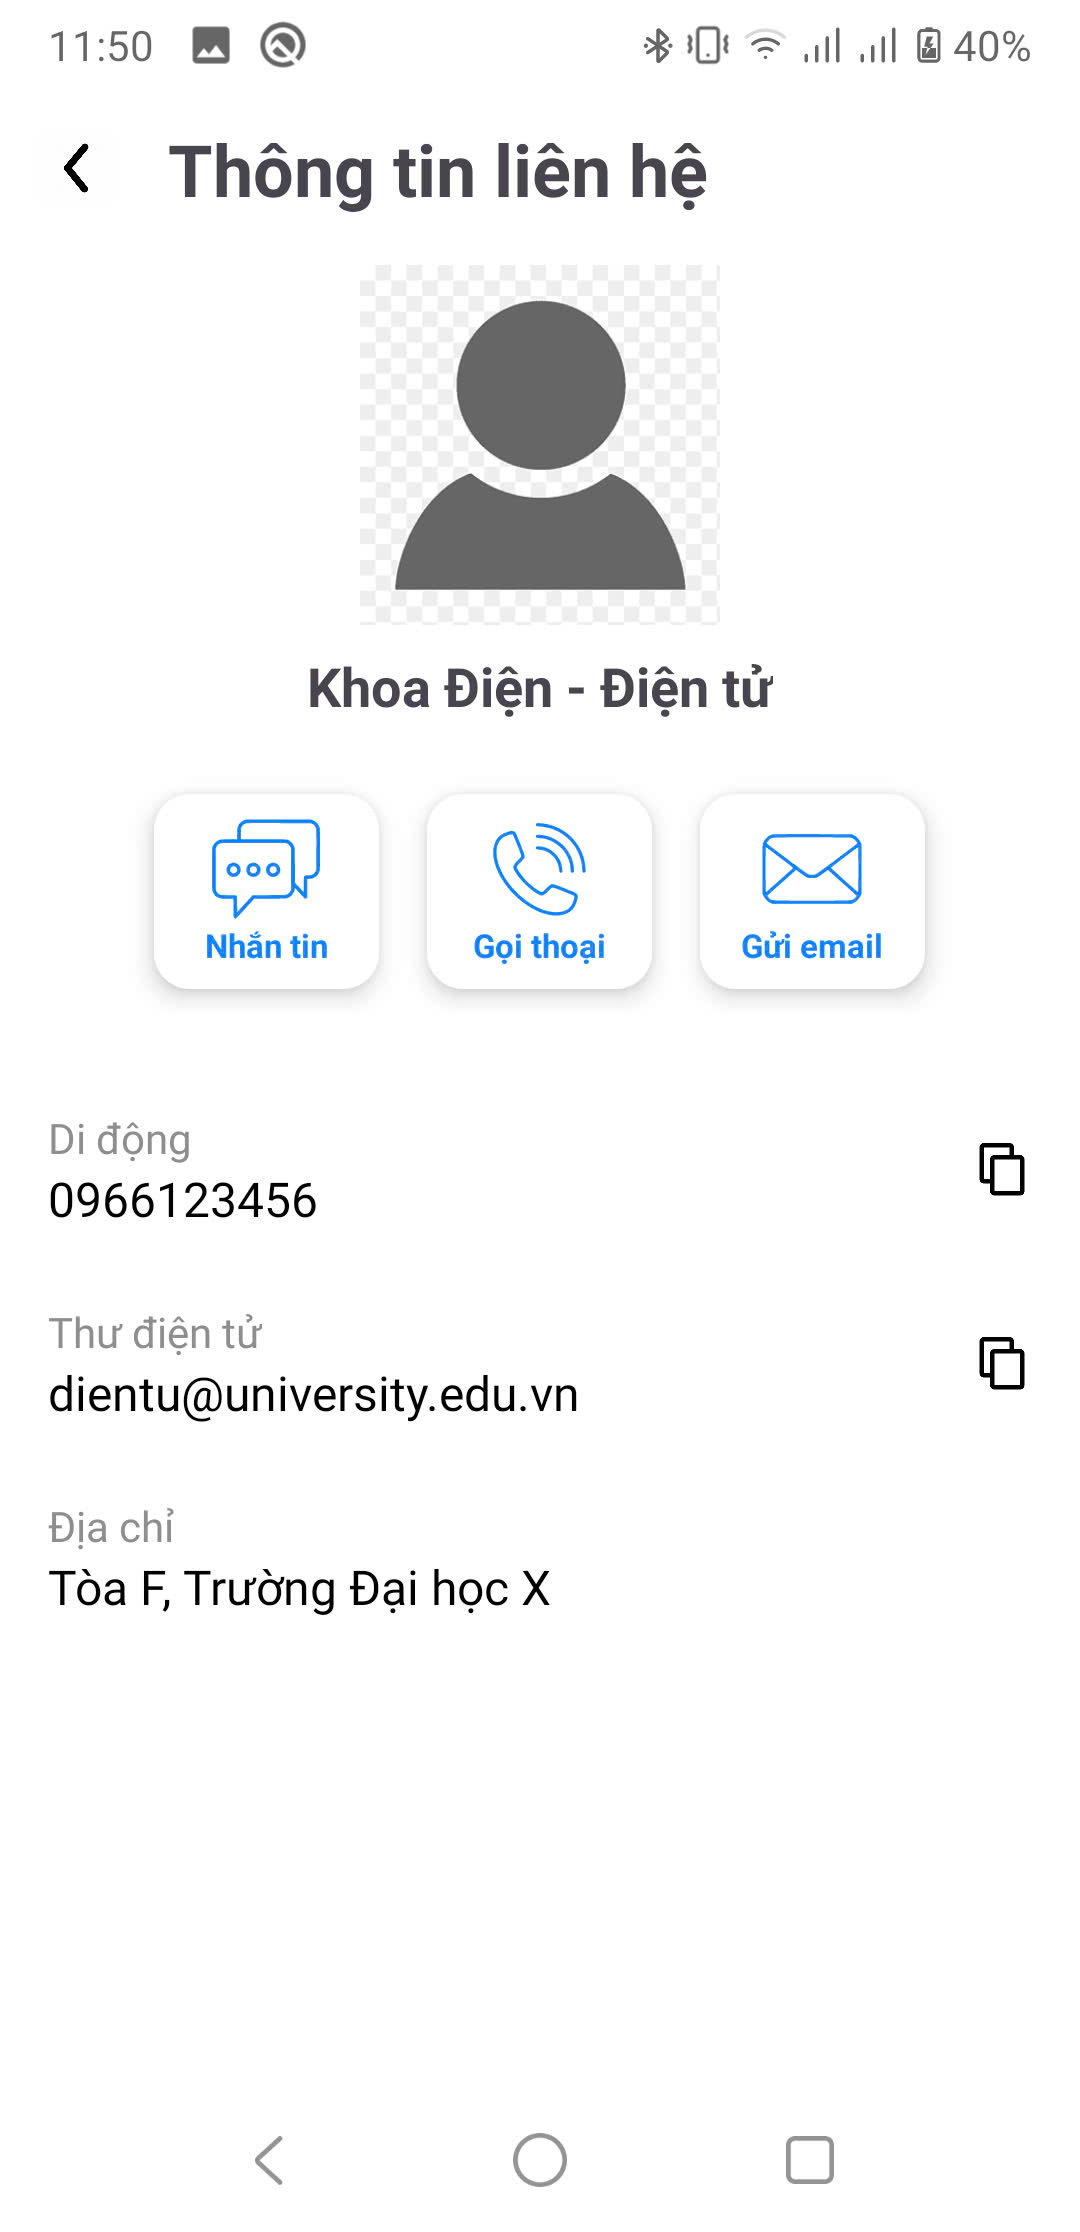 11:50
40%
Thông tin liên hệ
Khoa Điện - Điện tử
Nhắn tin
Gọi thoại
Gửi email
Di động
0966123456
Thư điện tử
dientu@university.edu.vn
Địa chỉ
Tòa F, Trường Đại học X